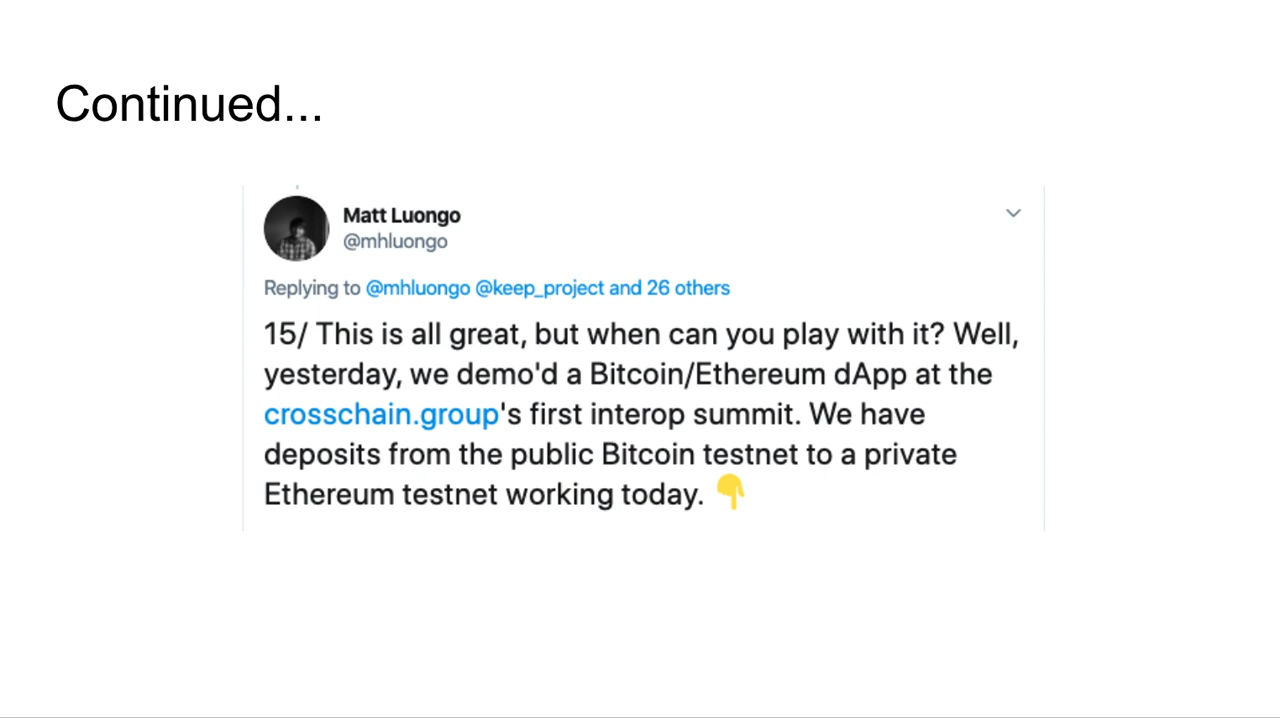 Continued...
Matt Luongo
@mhluongo
Replying to @mhluongo @keep_project and 26 others
15/ This is all great, but when can you play with it? Well,
yesterday, we demo'd a Bitcoin/Ethereum dApp at the
crosschain.group's first interop summit. We have
deposits from the public Bitcoin testnet to a private
Ethereum testnet working today. 👇